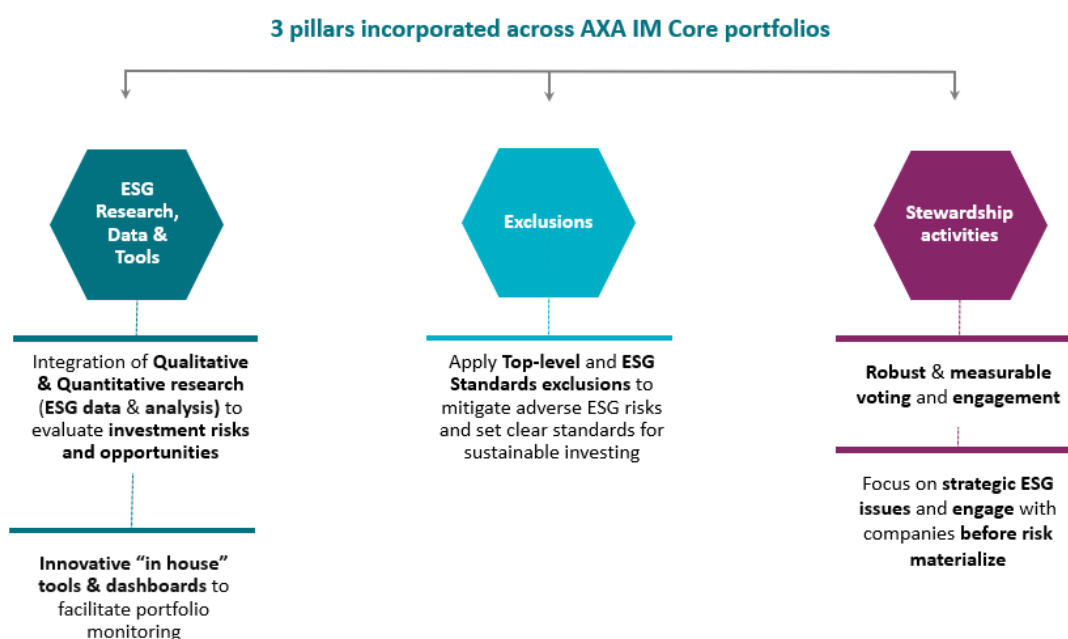 3 pillars incorporated across AXA IM Core portfolios
ESG
Research,
Data &
Tools
Integration of Qualitative
& Quantitative research
(ESG data & analysis) to
evaluate investment risks
and opportunities
Innovative “in house”
tools & dashboards to
facilitate portfolio
monitoring
Exclusions
Apply Top-level and ESG
Standards exclusions to
mitigate adverse ESG risks
and set clear standards for
sustainable investing
Stewardship
activities
Robust & measurable
voting and engagement
Focus on strategic ESG
issues and engage with
companies before risk
materialize